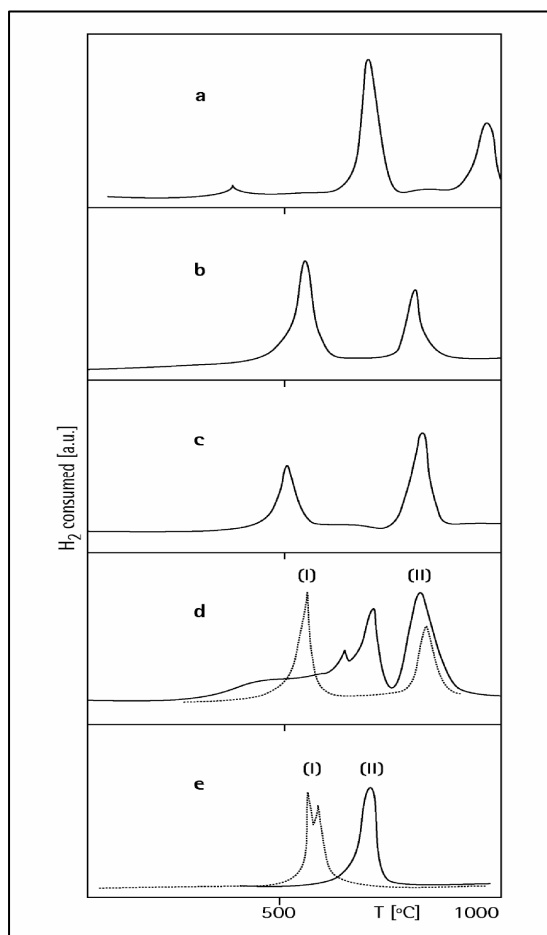 a
b
c
H2 consumed [a.u.]
(I) (II)
d
(I) (II)
e
500 T [°C] 1000